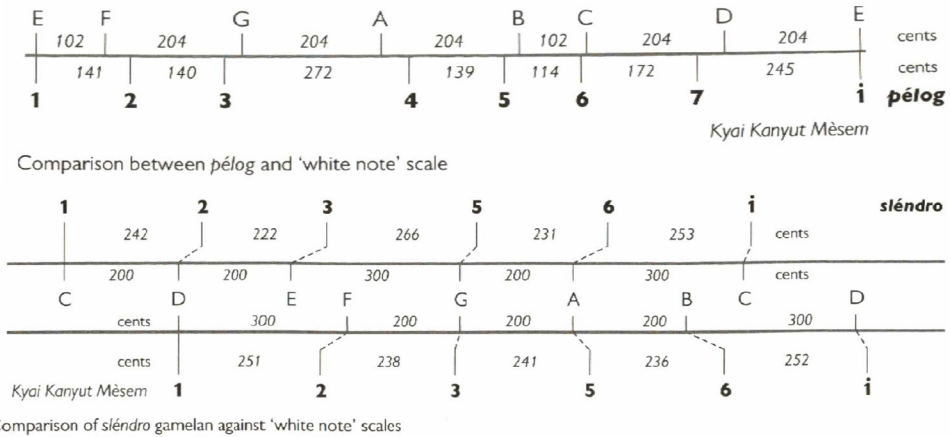 E F G A B C D E
102 204 204 204 102 204 204 cents
141 140 272 139 114 172 245 cents
1 2 3 4 5 6 7 i pélog
Kyai Kanyut Mèsem
Comparison between pélog and ‘white note’ scale
1 2 3 5 6 i sléndro
242 222 266 231 253 cents
200 200 300 200 300 cents
C D E F G A B C D
cents 300 200 200 200 300
cents 251 238 241 236 252
Kyai Kanyut Mèsem 1 2 3 5 6 i
omparison of sléndro gamelan against ‘white note’ scales